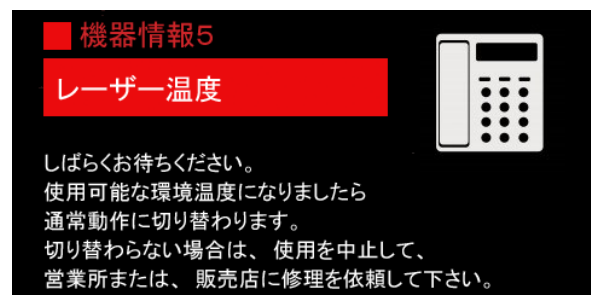 機器情報5
レーザー温度
しばらくお待ちください。
使用可能な環境温度になりましたら
通常動作に切り替わります。
切り替わらない場合は、使用を中止して、
営業所または、販売店に修理を依頼して下さい。